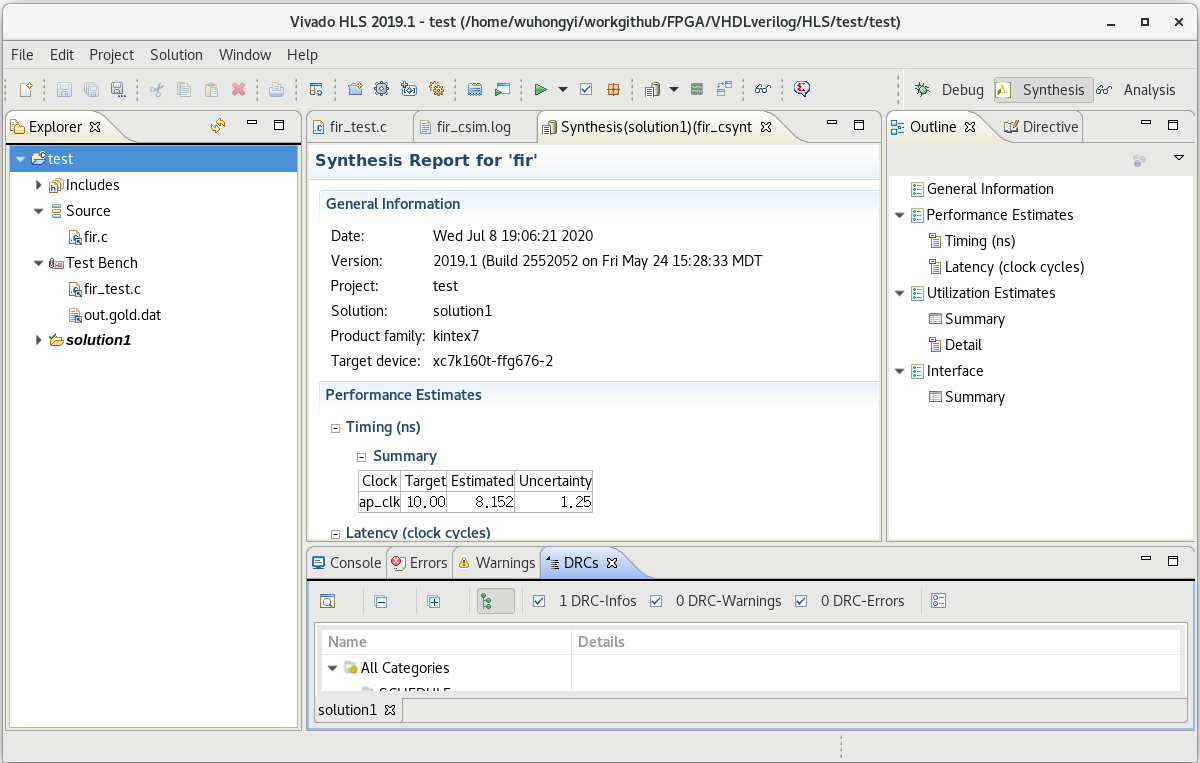 Vivado HLS 2019.1 - test (/home/wuhongyi/workgithub/FPGA/VHDLverilog/HLS/test/test)
File Edit Project Solution Window Help
Debug Synthesis Analysis
Explorer
test
Includes
Source
fir.c
Test Bench
fir_test.c
out.gold.dat
solution1
fir_test.c fir_csim.log Synthesis(solution1)(fir_csynt
Synthesis Report for 'fir'
General Information
Date: Wed Jul 8 19:06:21 2020
Version: 2019.1 (Build 2552052 on Fri May 24 15:28:33 MDT
Project: test
Solution: solution1
Product family: kintex7
Target device: xc7k160t-ffg676-2
Performance Estimates
Timing (ns)
Summary
Clock Target Estimated Uncertainty
ap_clk 10.00 8.152 1.25
Latency (clock cycles)
Outline Directive
General Information
Performance Estimates
Timing (ns)
Latency (clock cycles)
Utilization Estimates
Summary
Detail
Interface
Summary
Console Errors Warnings DRCs
1 DRC-Infos 0 DRC-Warnings 0 DRC-Errors
Name Details
All Categories
SCHEDULE
solution1